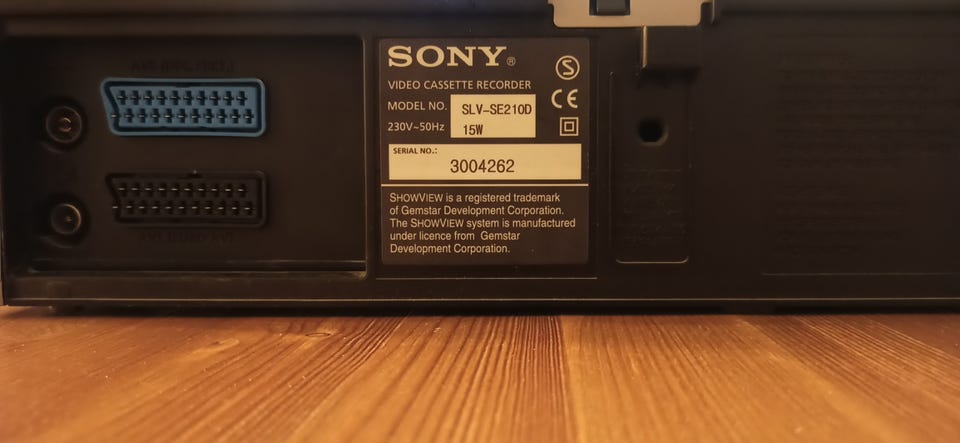 SONY®
VIDEO CASSETTE RECORDER
MODEL NO. SLV-SE210D
230V~50Hz 15W
S
CE
SERIAL NO.:
3004262
SHOWVIEW is a registered trademark
of Gemstar Development Corporation.
The SHOWVIEW system is manufactured
under licence from Gemstar
Development Corporation.